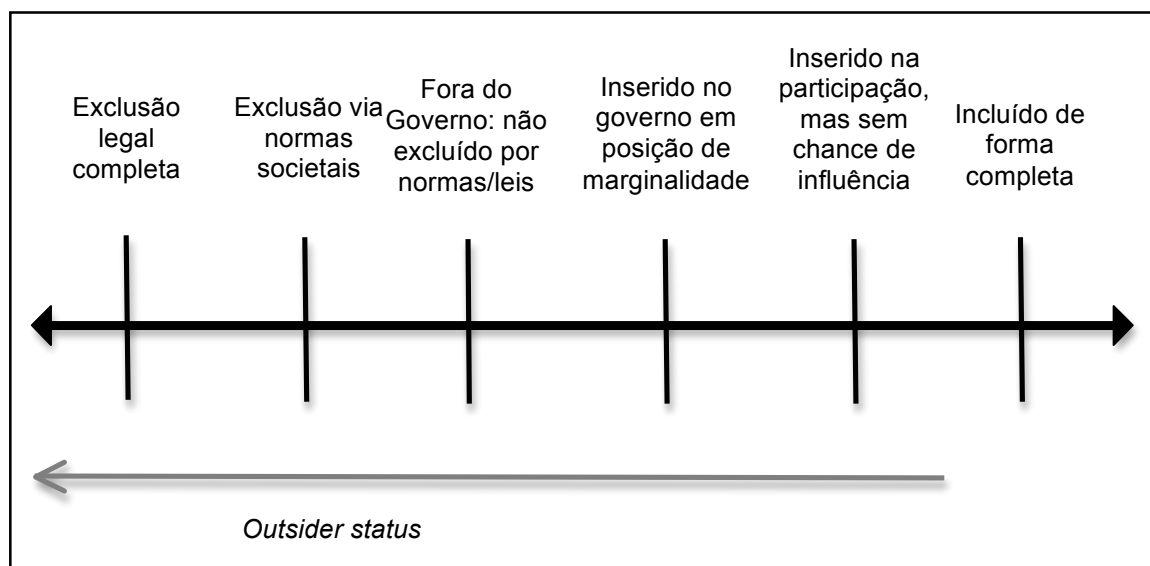 Exclusão
legal
completa
Exclusão via
normas
societais
Fora do
Governo: não
excluído por
normas/leis
Inserido no
governo em
posição de
marginalidade
Inserido na
participação,
mas sem
chance de
influência
Incluído de
forma
completa
Outsider status